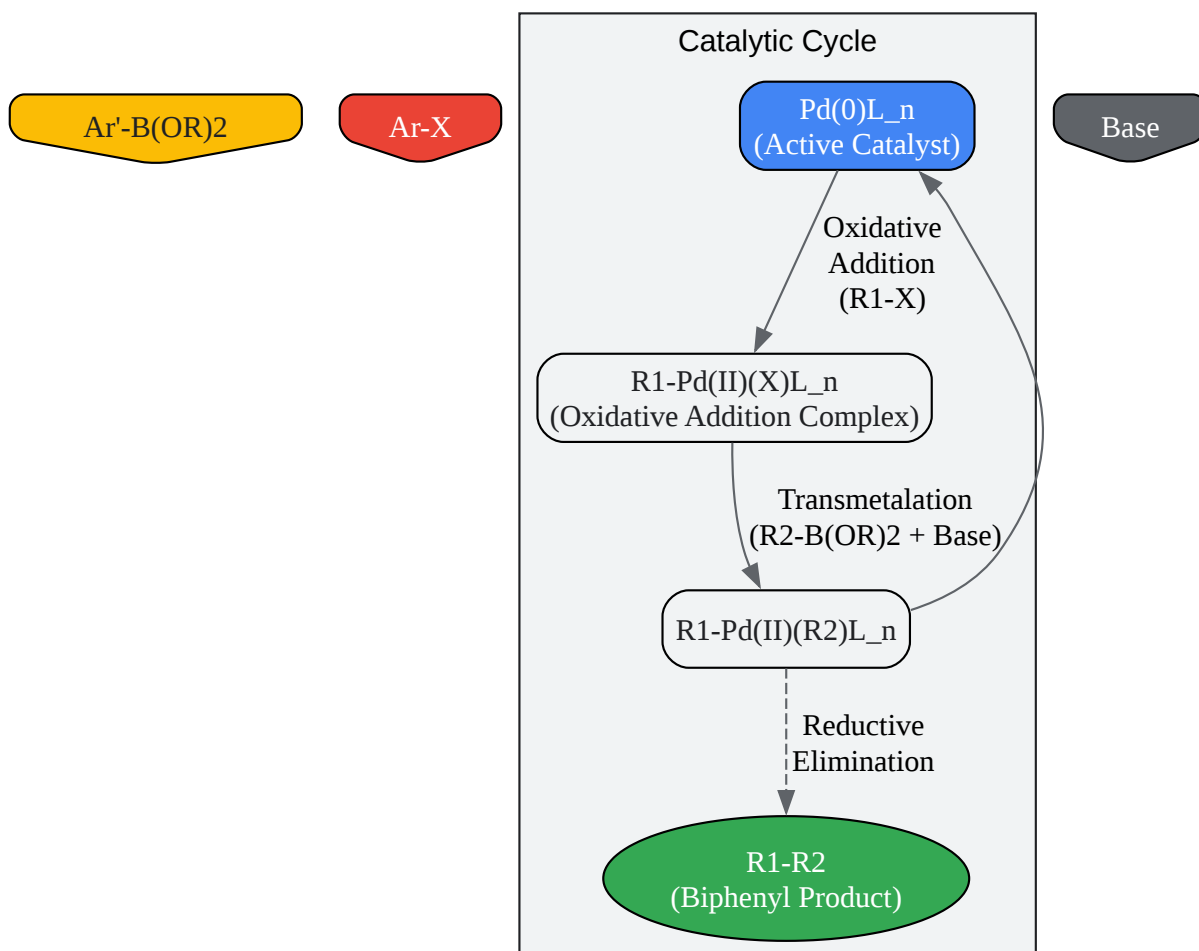 Catalytic Cycle
Ar'-B(OR)2
Ar-X
Pd(0)L_n
(Active Catalyst)
Base
Oxidative
Addition
(R1-X)
R1-Pd(II)(X)L_n
(Oxidative Addition Complex)
Transmetalation
(R2-B(OR)2 + Base)
R1-Pd(II)(R2)L_n
Reductive
Elimination
R1-R2
(Biphenyl Product)